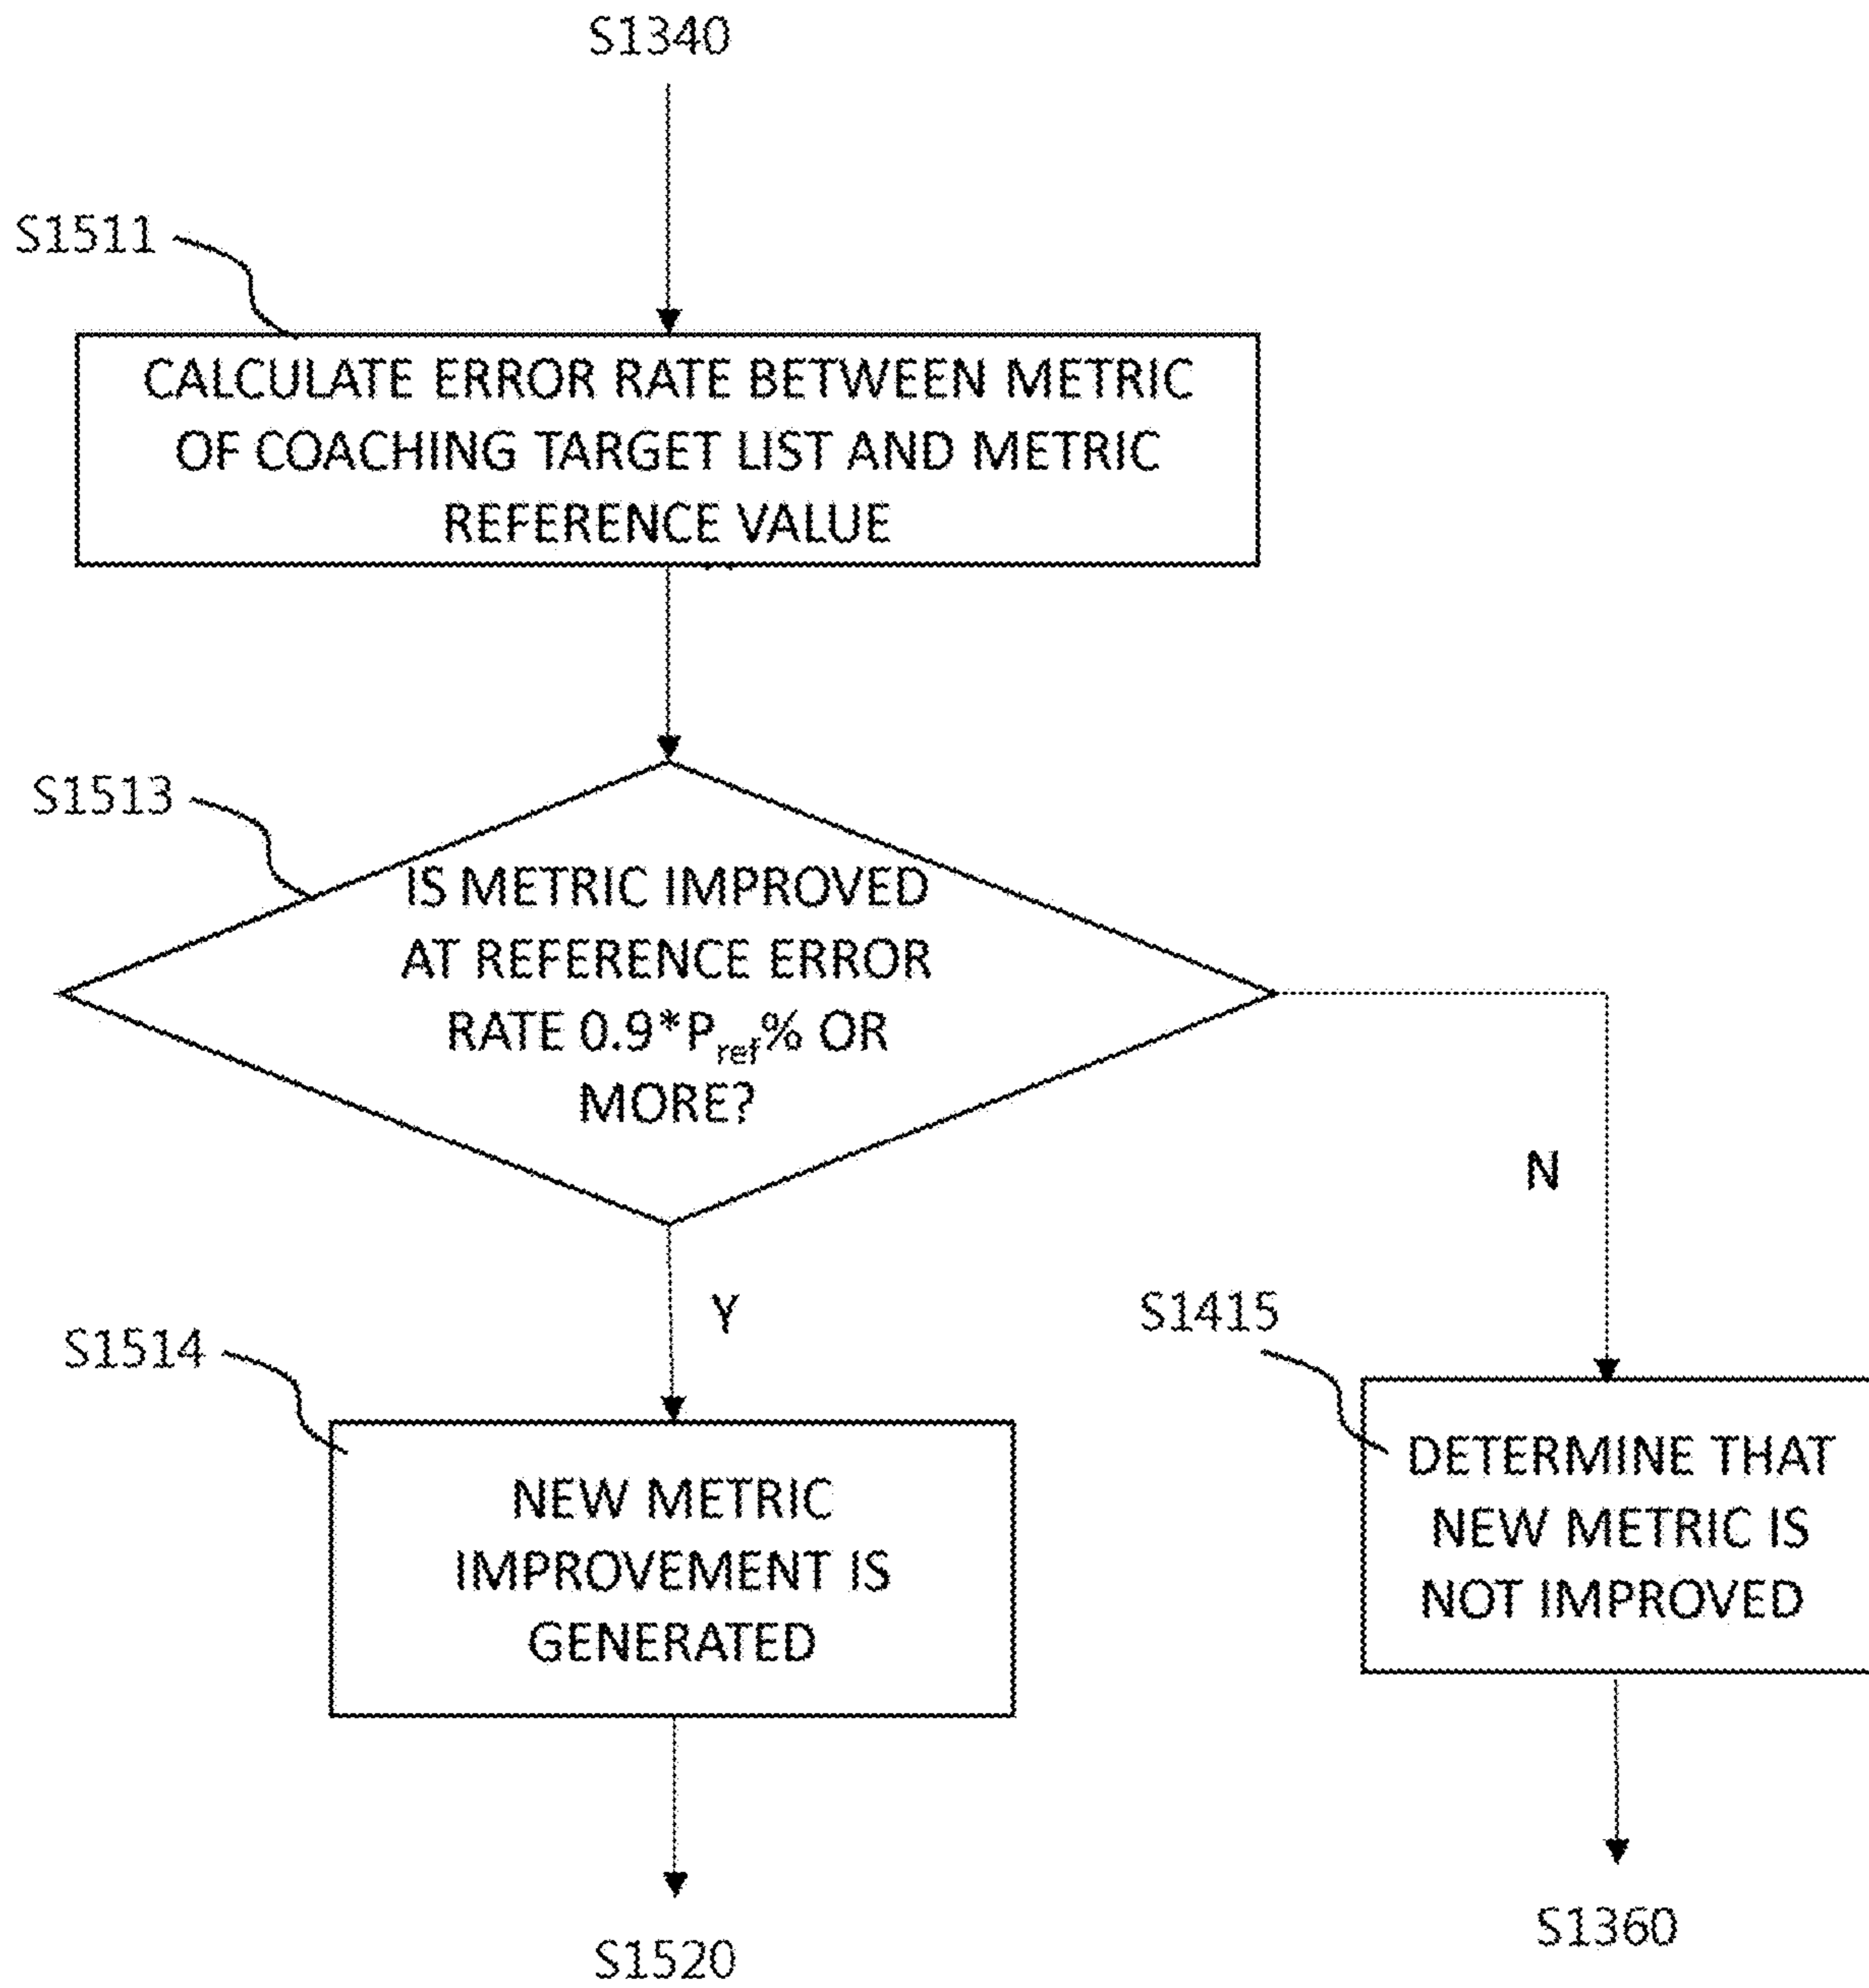 S1340
S1511
CALCULATE ERROR RATE BETWEEN METRIC
OF COACHING TARGET LIST AND METRIC
REFERENCE VALUE
S1513
IS METRIC IMPROVED
AT REFERENCE ERROR
RATE 0.9*Pref% OR
MORE?
N
Y
S1415
S1514
DETERMINE THAT
NEW METRIC IS
NOT IMPROVED
NEW METRIC
IMPROVEMENT IS
GENERATED
S1360
S1520